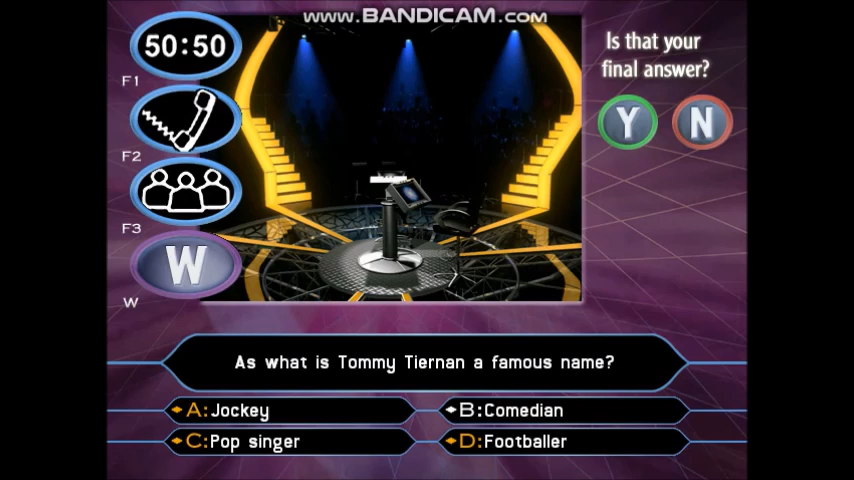 www.BANDICAM.com
50:50
Is that your
final answer?
F1
Y N
F2
F3
W
W
As what is Tommy Tiernan a famous name?
A:Jockey
B:Comedian
C:Pop singer
D:Footballer